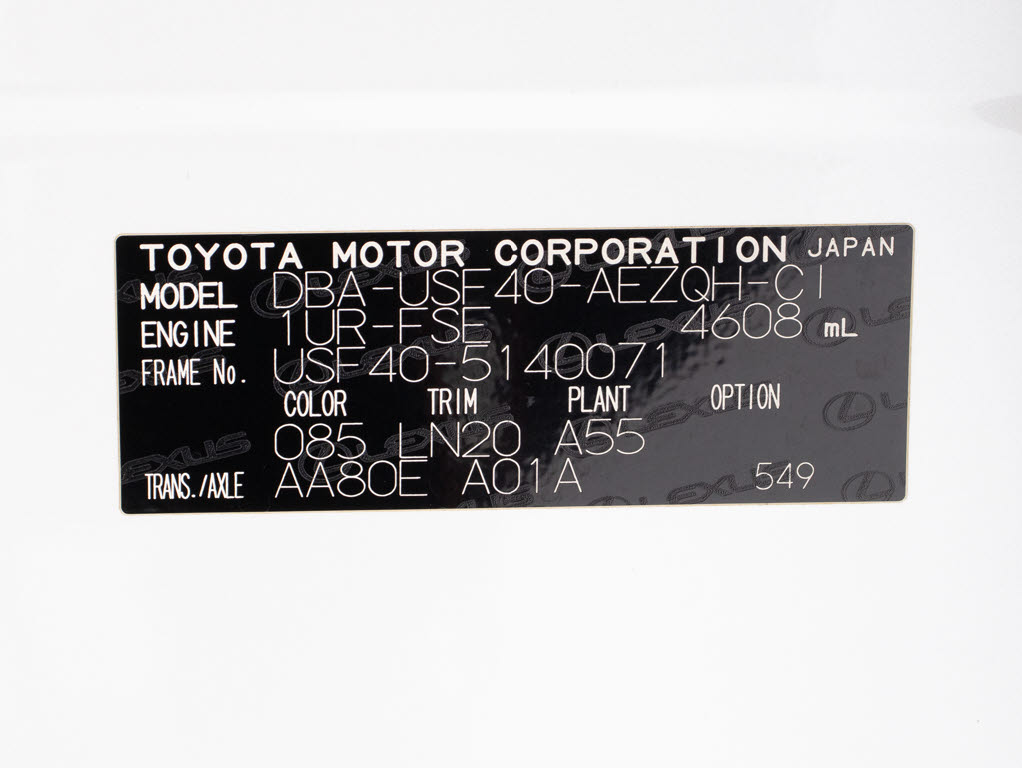 TOYOTA MOTOR CORPORATION JAPAN
MODEL DBA-USF40-AEZQH-C1
ENGINE 1UR-FSE 4608 mL
FRAME No. USF40-5140071
COLOR TRIM PLANT OPTION
085 LN20 A55
TRANS./AXLE AA80E A01A 549
LEXUS